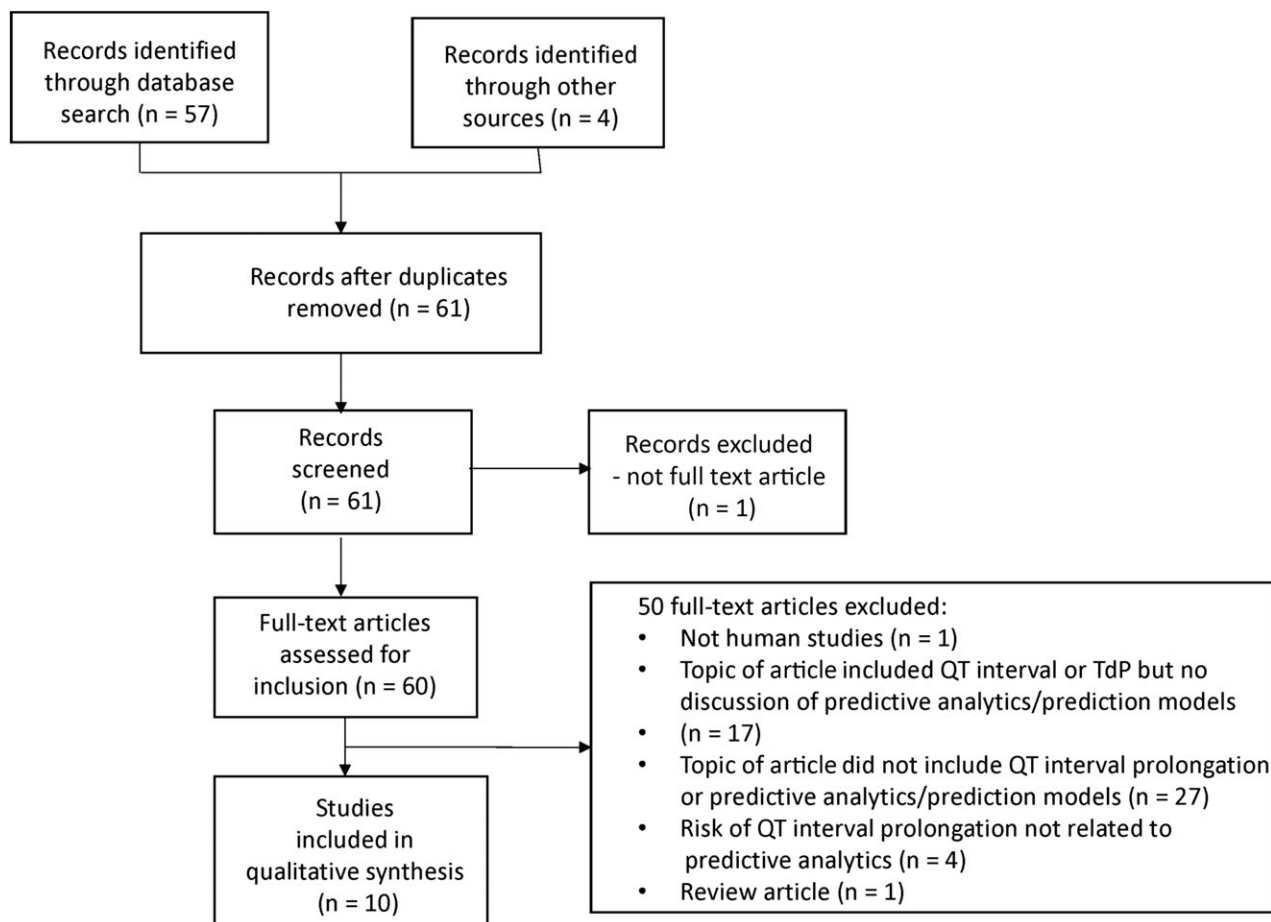 Records identified
through database
search (n = 57)
Records identified
through other
sources (n = 4)
Records after duplicates
removed (n = 61)
Records
screened
(n = 61)
Records excluded
- not full text article
(n = 1)
Full-text articles
assessed for
inclusion (n = 60)
50 full-text articles excluded:
• Not human studies (n = 1)
• Topic of article included QT interval or TdP but no
discussion of predictive analytics/prediction models
• (n = 17)
• Topic of article did not include QT interval prolongation
or predictive analytics/prediction models (n = 27)
• Risk of QT interval prolongation not related to
predictive analytics (n = 4)
• Review article (n = 1)
Studies
included in
qualitative synthesis
(n = 10)